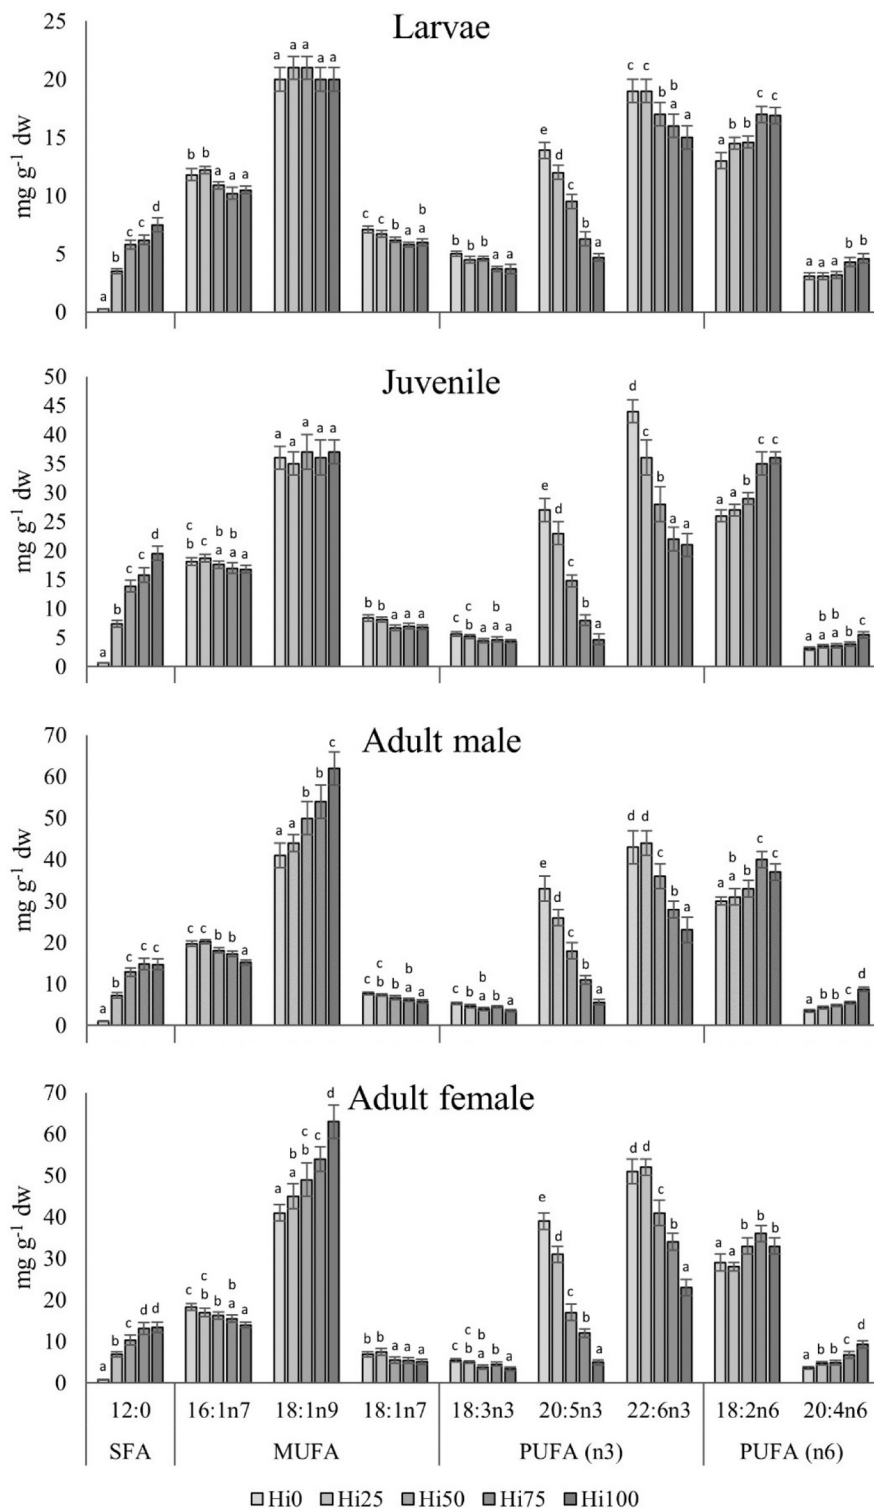 Larvae
mg g-1 dw
25
20
15
10
5
0
a b c c d
b b a a a
a a a a a
c c b a b a
b b b a a
e d c b a
c c b b a a
a b b c c
a a a b b
Juvenile
mg g-1 dw
50
45
40
35
30
25
20
15
10
5
0
a b c c d
c b c b a b a a
a a a a a
b b a a a
c c b a b a a
e d c b a
d c b a a
a a b c c
a b a b a b c
Adult male
mg g-1 dw
70
60
50
40
30
20
10
0
a b c c c
c c b b a
a a b b c
c c b c a b a a
c c b b a b a
e d c b a
d d c b a
a b a b c c
a b b c d
Adult female
mg g-1 dw
70
60
50
40
30
20
10
0
a b c d d
c c b b b a a
a b a c b c d
b b a a a
c c b b a b a
e d c b a
d d c b a
a a b b b
a b b c d
12:0 16:1n7 18:1n9 18:1n7 18:3n3 20:5n3 22:6n3 18:2n6 20:4n6
SFA MUFA PUFA (n3) PUFA (n6)
Hi0 Hi25 Hi50 Hi75 Hi100